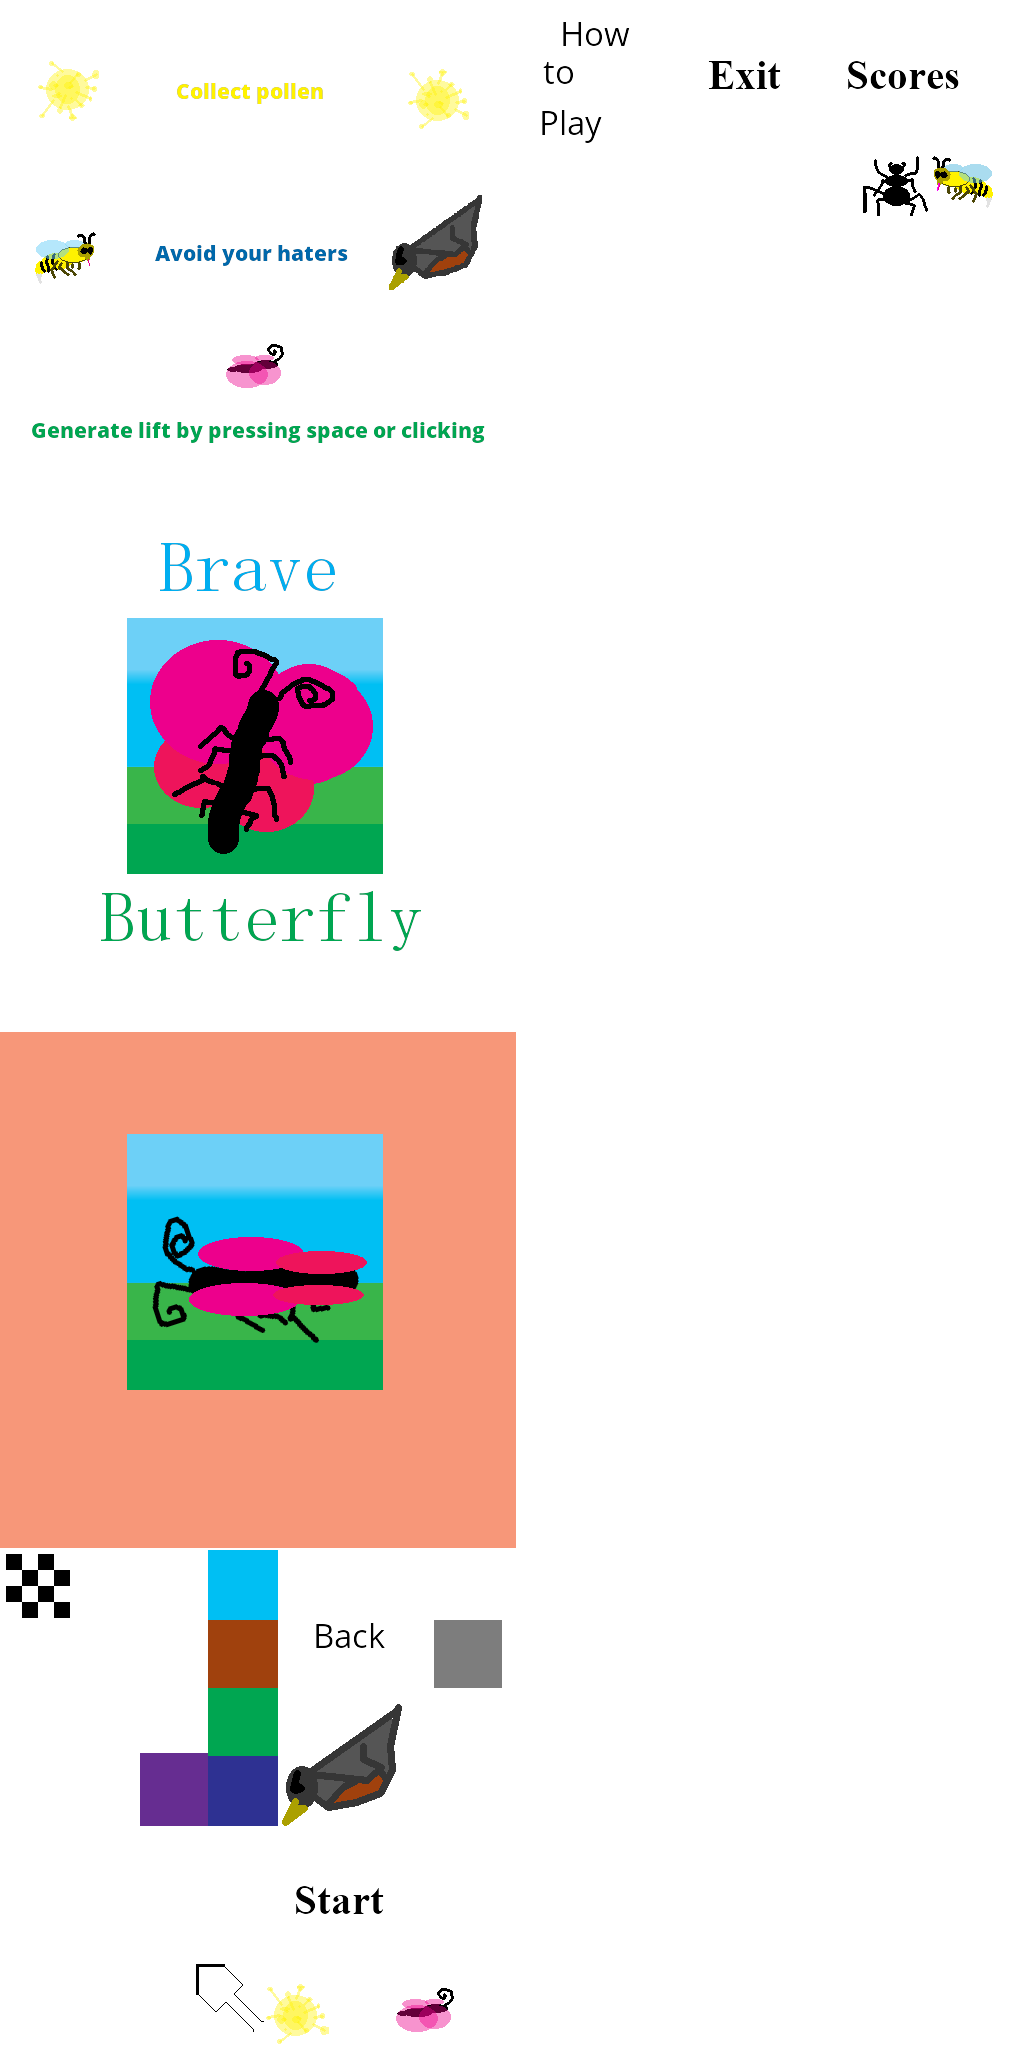 How
to
Play
Exit
Scores
Collect pollen
Avoid your haters
Generate lift by pressing space or clicking
Brave
Butterfly
Back
Start